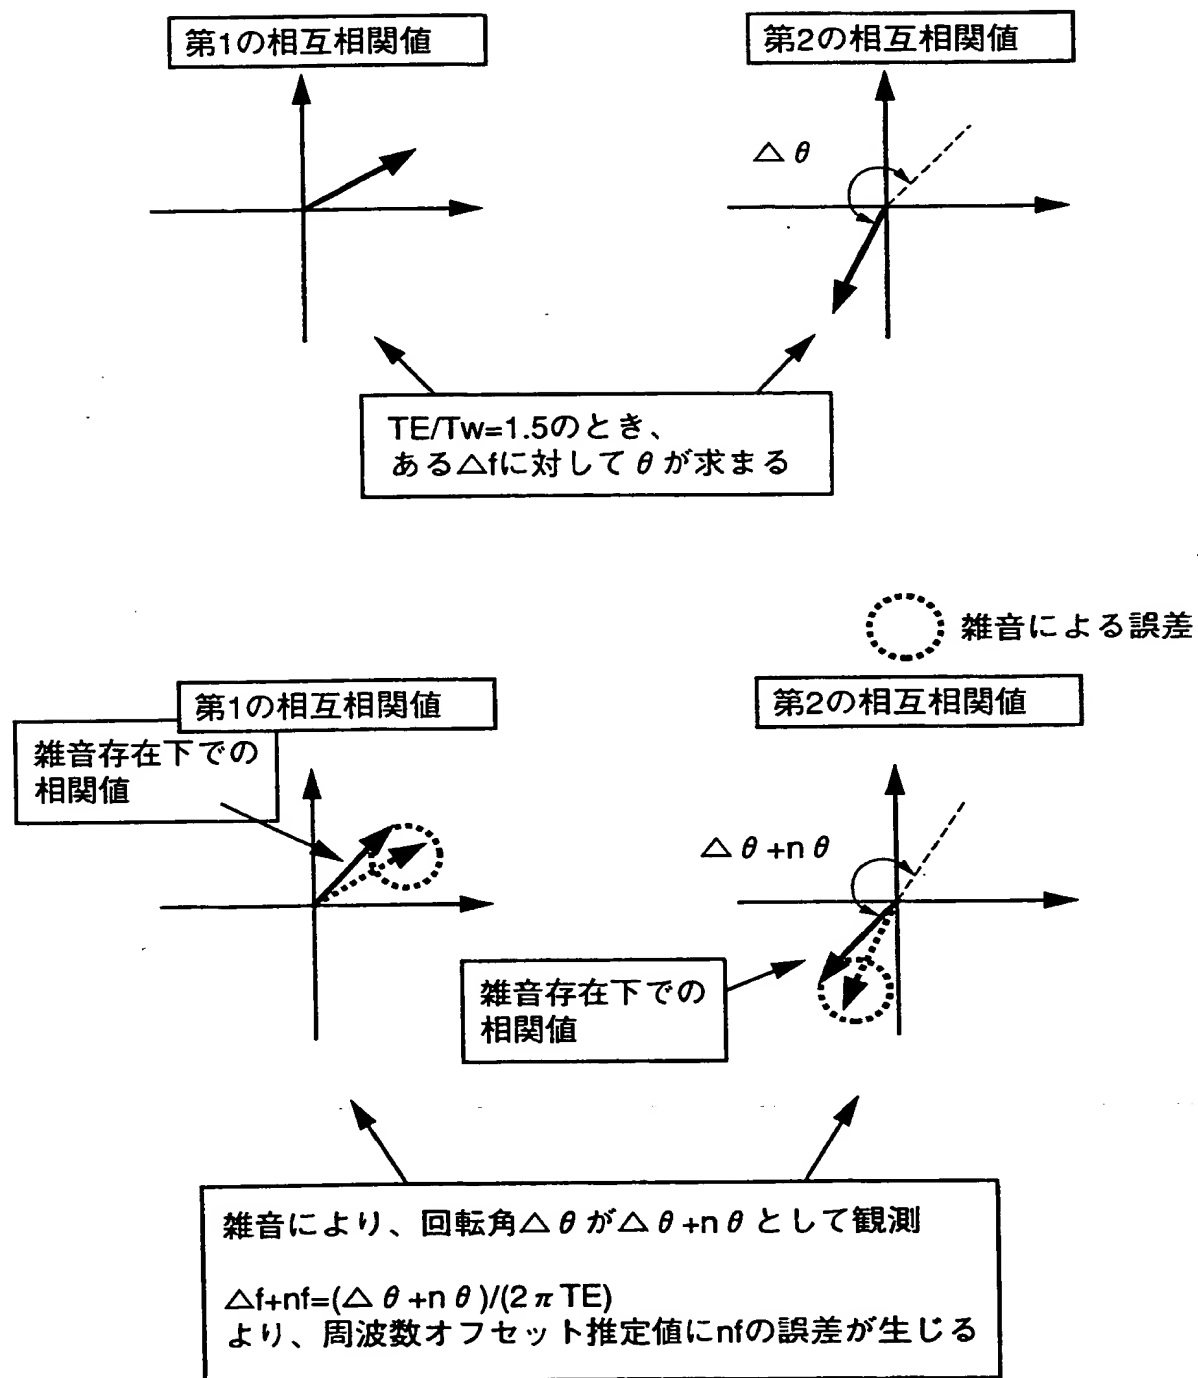 第1の相互相関値
第2の相互相関値
△θ
TE/Tw=1.5のとき、
ある△fに対してθが求まる
雑音による誤差
第1の相互相関値
第2の相互相関値
雑音存在下での
相関値
△θ+nθ
雑音存在下での
相関値
雑音により、回転角△θが△θ+nθとして観測
△f+nf=(△θ+nθ)/(2πTE)
より、周波数オフセット推定値にnfの誤差が生じる